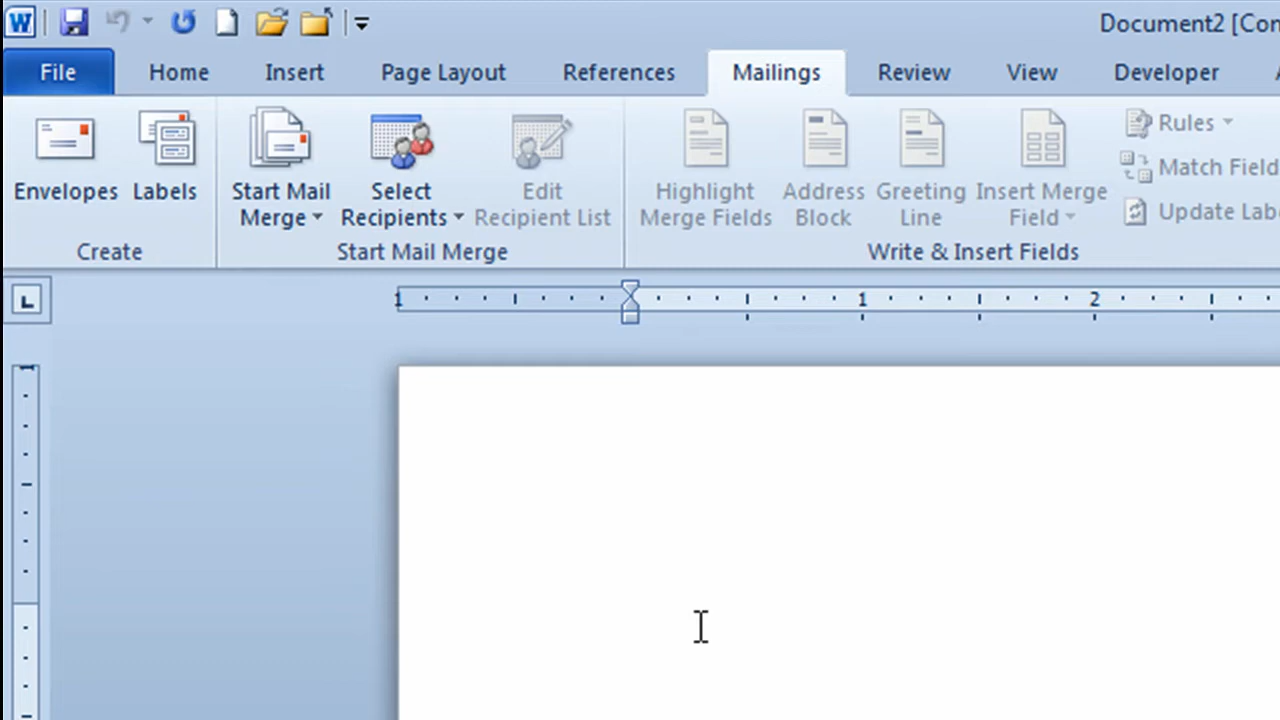 Document2 [Con
File Home Insert Page Layout References Mailings Review View Developer
Envelopes Labels Start Mail Merge Select Recipients Edit Recipient List Highlight Merge Fields Address Block Greeting Line Insert Merge Field Rules
Match Field
Update Labe
Create Start Mail Merge Write & Insert Fields
1 1 2